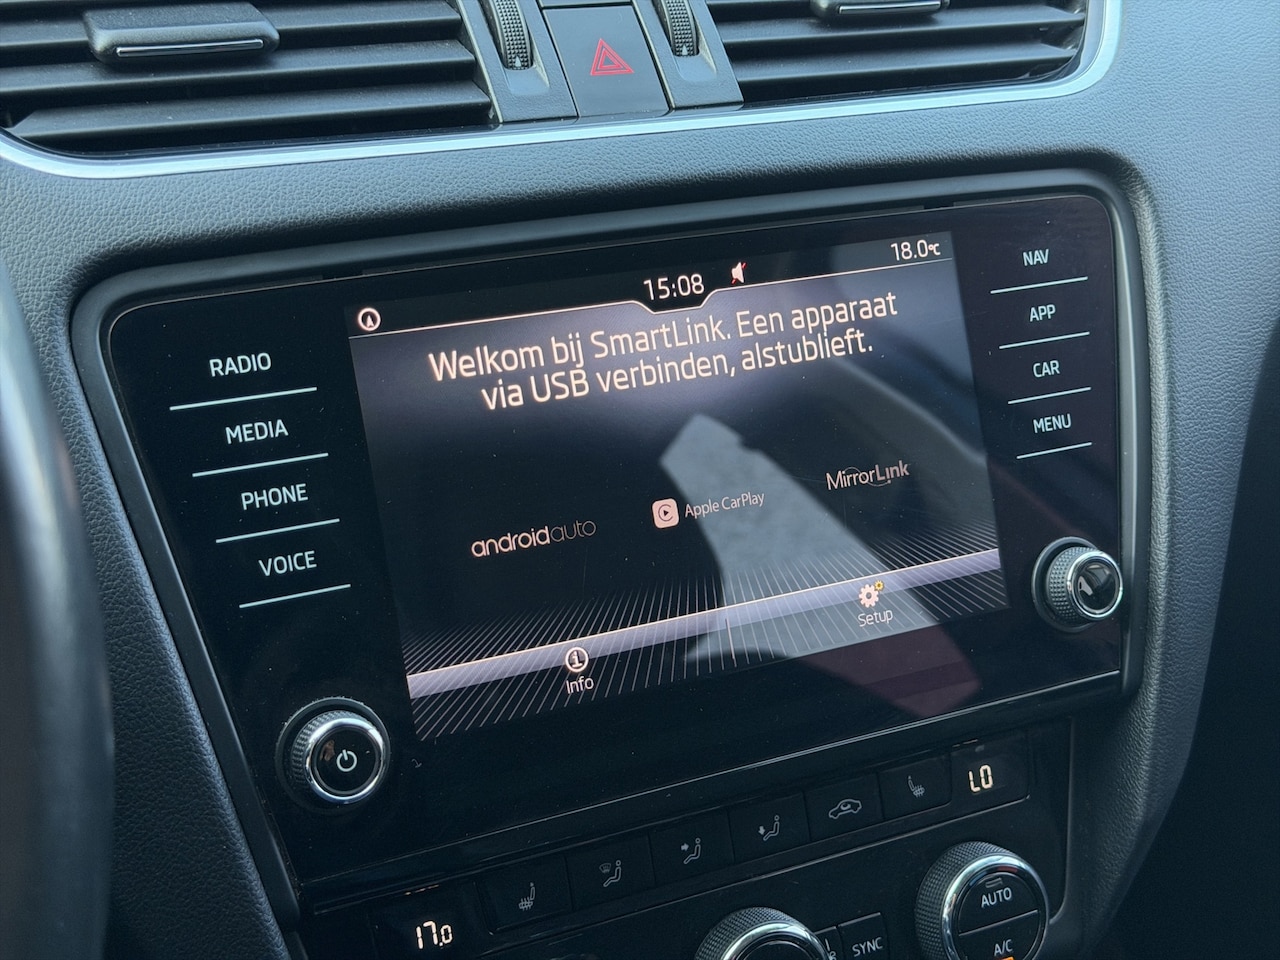 15:08
18.0°C
Welkom bij SmartLink. Een apparaat
via USB verbinden, alstublieft.
RADIO
MEDIA
PHONE
VOICE
NAV
APP
CAR
MENU
androidauto
Apple CarPlay
MirrorLink
Info
Setup
17.0
LO
SYNC
AUTO
A/C